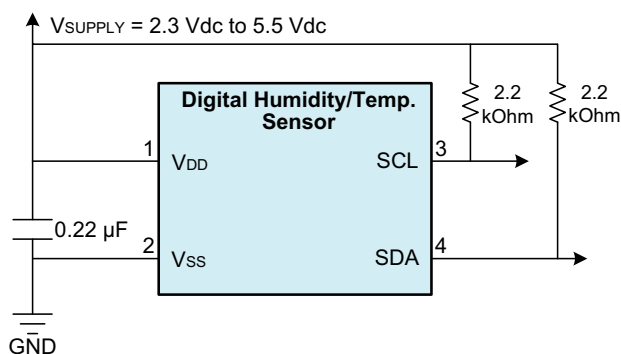 VSUPPLY = 2.3 Vdc to 5.5 Vdc
Digital Humidity/Temp.
Sensor
2.2
kOhm
2.2
kOhm
1
VDD
SCL
3
0.22 µF
2
VSS
SDA
4
GND